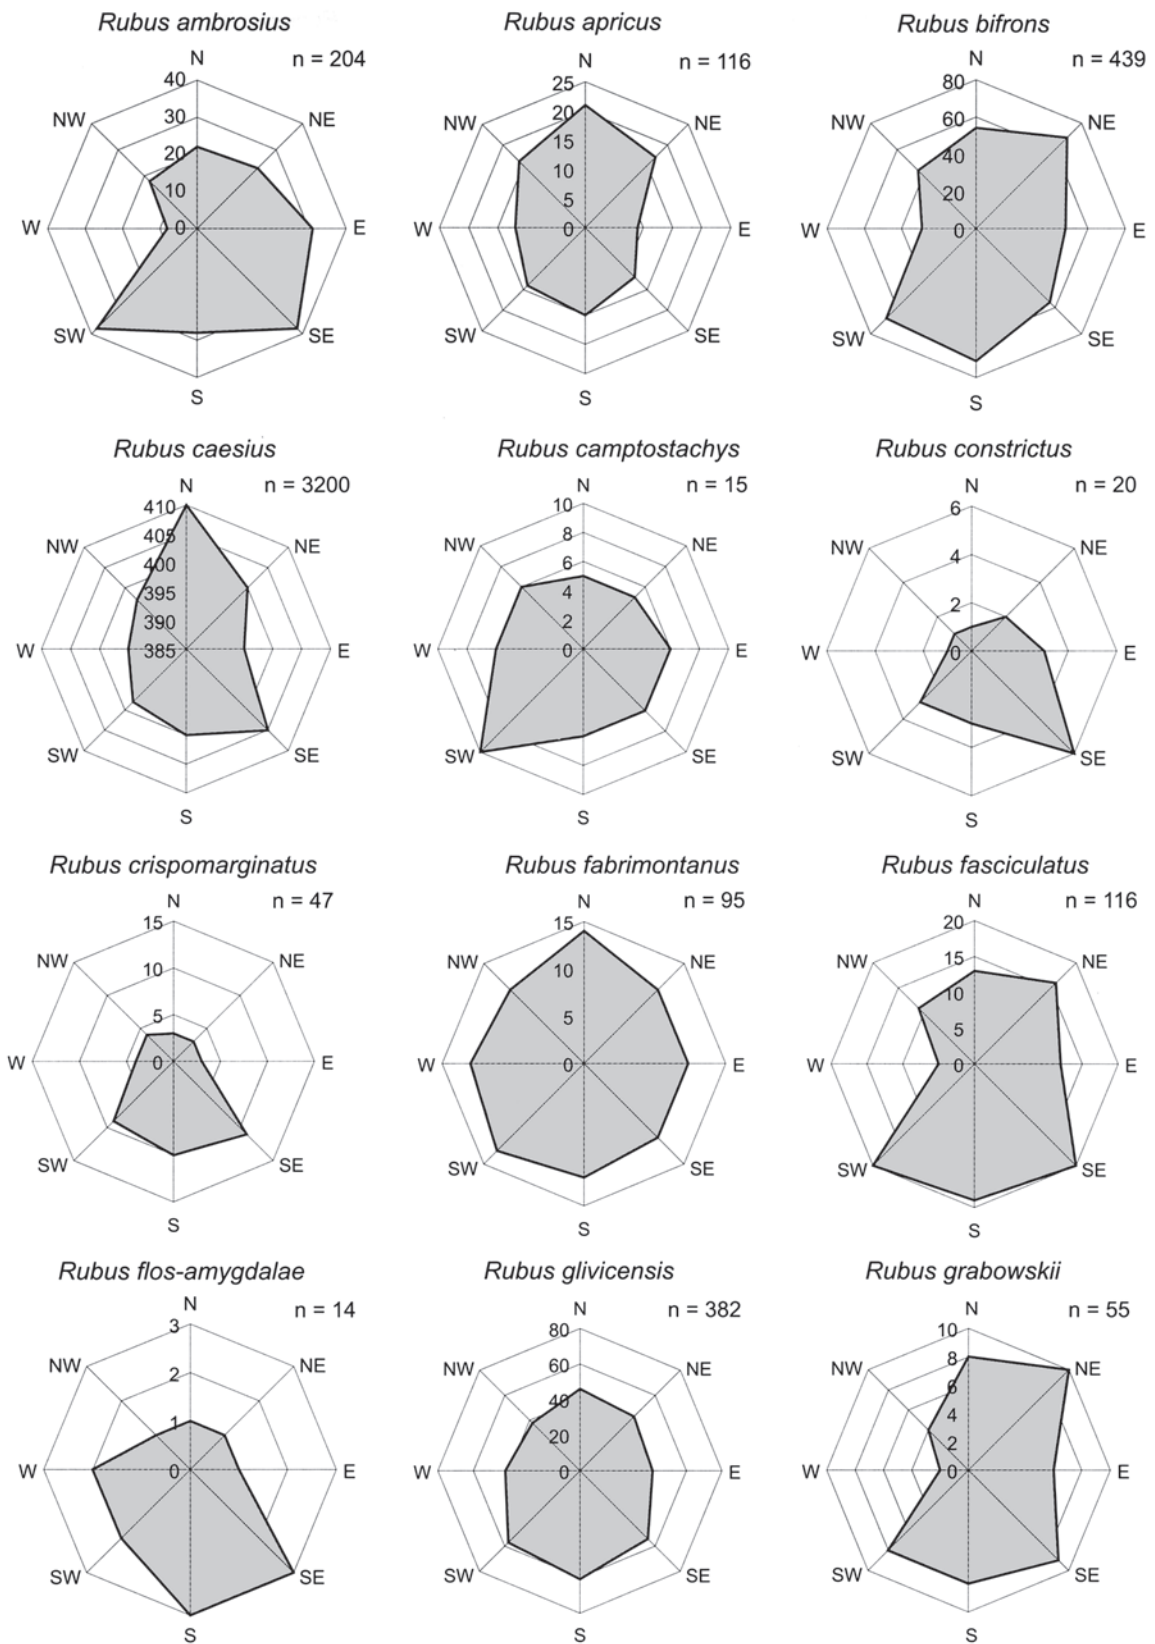 Rubus ambrosius
n = 204
N
NE
E
SE
S
SW
W
NW
40
30
20
10
0
Rubus apricus
n = 116
N
NE
E
SE
S
SW
W
NW
25
20
15
10
5
0
Rubus bifrons
n = 439
N
NE
E
SE
S
SW
W
NW
80
60
40
20
0
Rubus caesius
n = 3200
N
NE
E
SE
S
SW
W
NW
410
405
400
395
390
385
Rubus camptostachys
n = 15
N
NE
E
SE
S
SW
W
NW
10
8
6
4
2
0
Rubus constrictus
n = 20
N
NE
E
SE
S
SW
W
NW
6
4
2
0
Rubus crispomarginatus
n = 47
N
NE
E
SE
S
SW
W
NW
15
10
5
0
Rubus fabrimontanus
n = 95
N
NE
E
SE
S
SW
W
NW
15
10
5
0
Rubus fasciculatus
n = 116
N
NE
E
SE
S
SW
W
NW
20
15
10
5
0
Rubus flos-amygdalae
n = 14
N
NE
E
SE
S
SW
W
NW
3
2
1
0
Rubus glivicensis
n = 382
N
NE
E
SE
S
SW
W
NW
80
60
40
20
0
Rubus grabowskii
n = 55
N
NE
E
SE
S
SW
W
NW
10
8
6
4
2
0